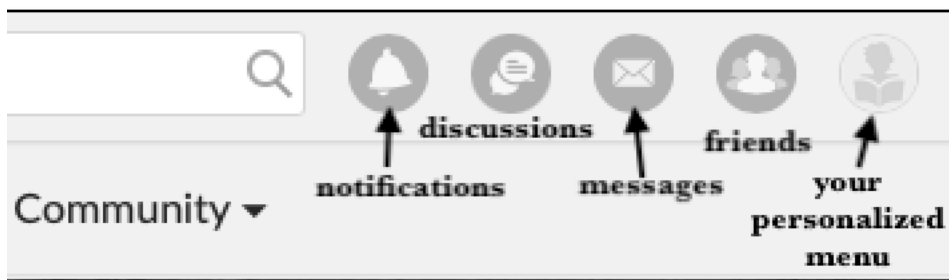 discussions
friends
notifications
messages
your
personalized
menu
Community